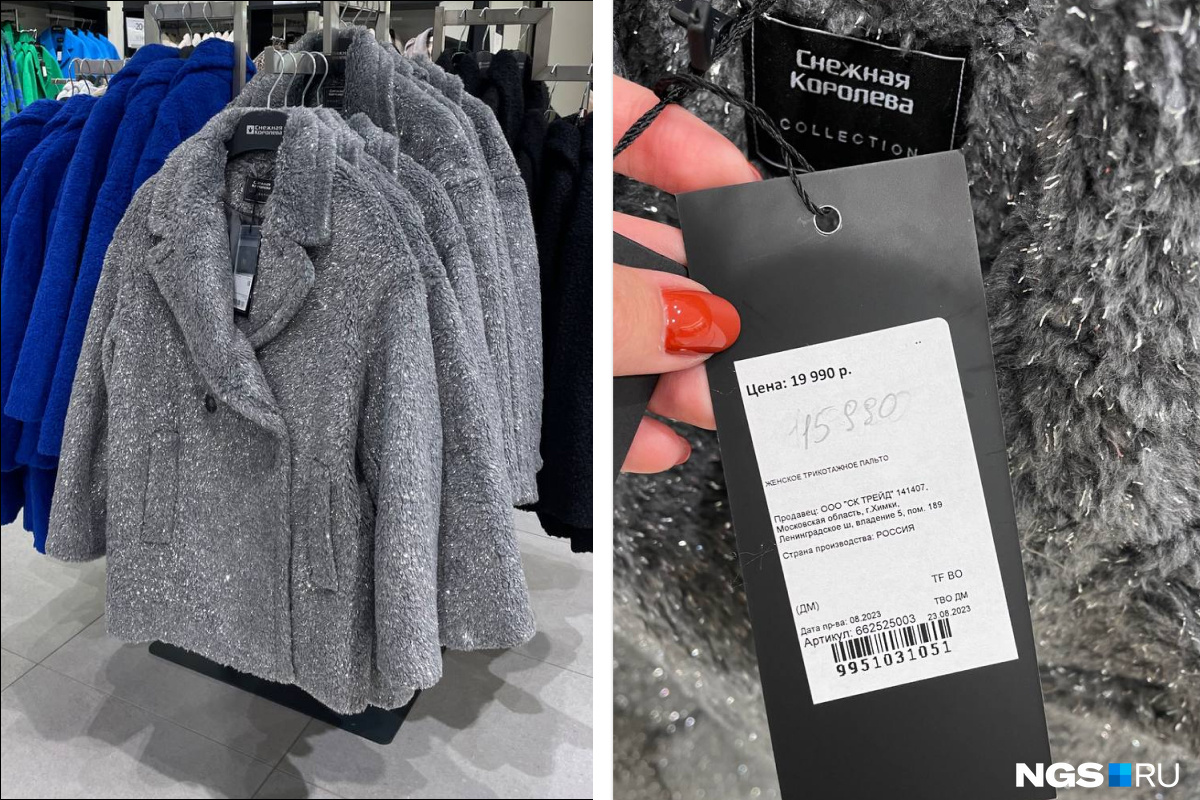 Снежная
Королева
Снежная
Королева
COLLECTION
Цена: 19 990 р.
15 990
ЖЕНСКОЕ ТРИКОТАЖНОЕ ПАЛЬТО
Продавец: ООО "СК ТРЕЙД" 141407,
Московская область, г.Химки,
Ленинградское ш, владение 5, пом. 189
Страна производства: РОССИЯ
TF BO
(ДМ)
ТВО ДМ
Дата пр-ва: 08.2023
23.08.2023
Артикул: 662525003
9951031051
NGS RU